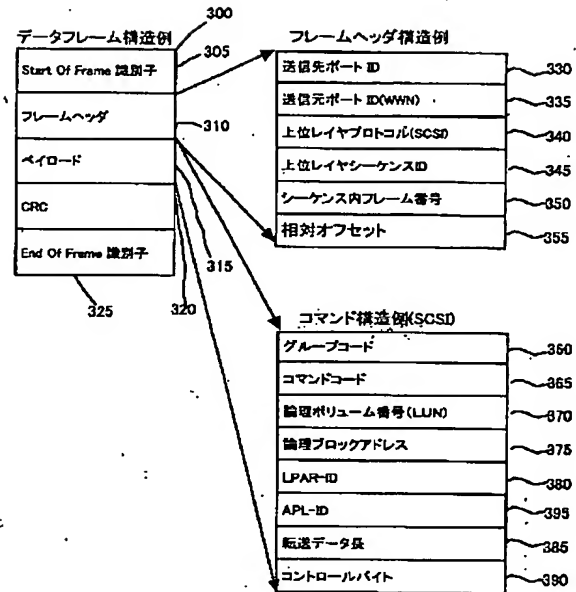 300
データフレーム構造例
305
Start Of Frame 識別子
フレームヘッダ
310
ペイロード
CRC
315
End Of Frame 識別子
320
325
フレームヘッダ構造例
送信先ポート ID
330
送信元ポート ID(WWN)
335
上位レイヤプロトコル(SCSI)
340
上位レイヤシーケンスID
345
シーケンス内フレーム番号
350
相対オフセット
355
コマンド構造例(SCSI)
グループコード
360
コマンドコード
365
論理ボリューム番号(LUN)
370
論理ブロックアドレス
375
LPAR-ID
380
APL-ID
395
転送データ長
385
コントロールバイト
390